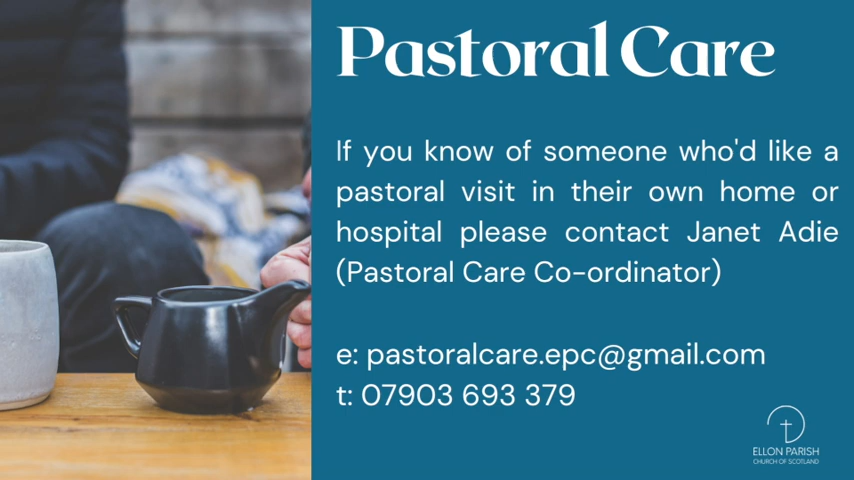 Pastoral Care
If you know of someone who'd like a
pastoral visit in their own home or
hospital please contact Janet Adie
(Pastoral Care Co-ordinator)
e: pastoralcare.epc@gmail.com
t: 07903 693 379
ELLON PARISH
CHURCH OF SCOTLAND